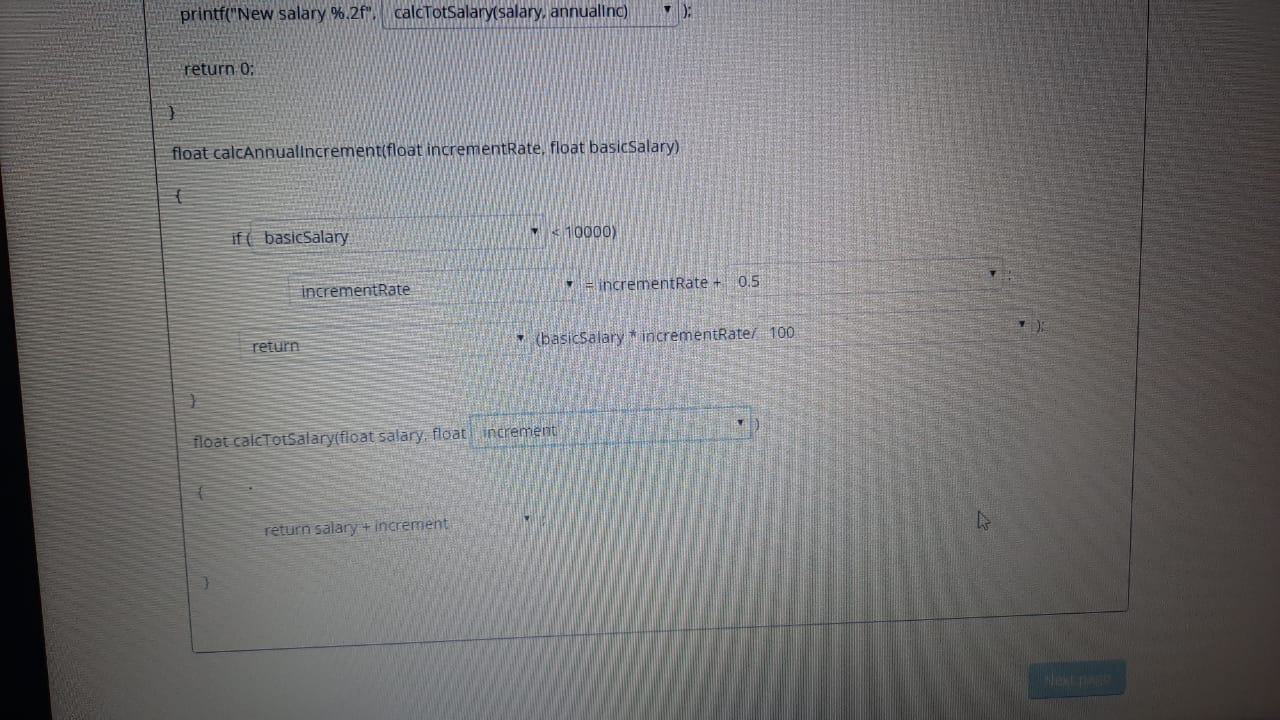 printf("New salary %.2f", calcTotSalary(salary, annualInc) );
return 0;
}
float calcAnnualIncrement(float incrementRate, float basicSalary)
{
if ( basicSalary < 10000)
incrementRate = incrementRate + 0.5 ;
return (basicSalary * incrementRate/ 100 );
}
float calcTotSalary(float salary, float increment )
{
return salary + increment ;
}
Next page